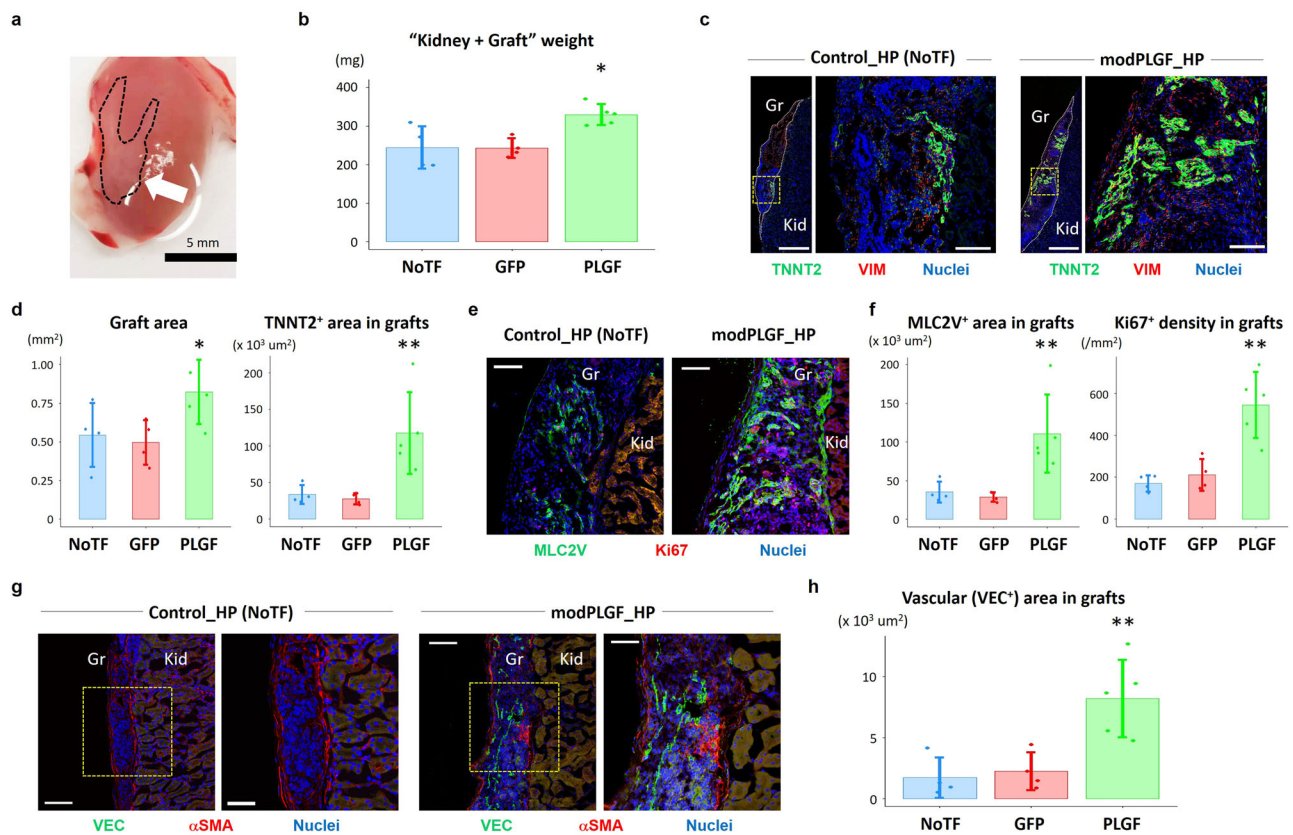 a
5 mm
b
"Kidney + Graft" weight
(mg)
*
400
300
200
100
0
NoTF GFP PLGF
c
Control_HP (NoTF) modPLGF_HP
Gr
Kid
Gr
Kid
TNNT2 VIM Nuclei TNNT2 VIM Nuclei
d
Graft area
(mm²)
*
1.00
0.75
0.50
0.25
0
NoTF GFP PLGF
TNNT2⁺ area in grafts
(x 10³ um²)
**
200
150
100
50
0
NoTF GFP PLGF
e
Control_HP (NoTF) modPLGF_HP
Gr
Kid
Gr
Kid
MLC2V Ki67 Nuclei
f
MLC2V⁺ area in grafts
(x 10³ um²)
**
200
150
100
50
0
NoTF GFP PLGF
Ki67⁺ density in grafts
(/mm²)
**
600
400
200
0
NoTF GFP PLGF
g
Control_HP (NoTF) modPLGF_HP
Gr Kid
Gr Kid
VEC αSMA Nuclei VEC αSMA Nuclei
h
Vascular (VEC⁺) area in grafts
(x 10³ um²)
**
10
5
0
NoTF GFP PLGF